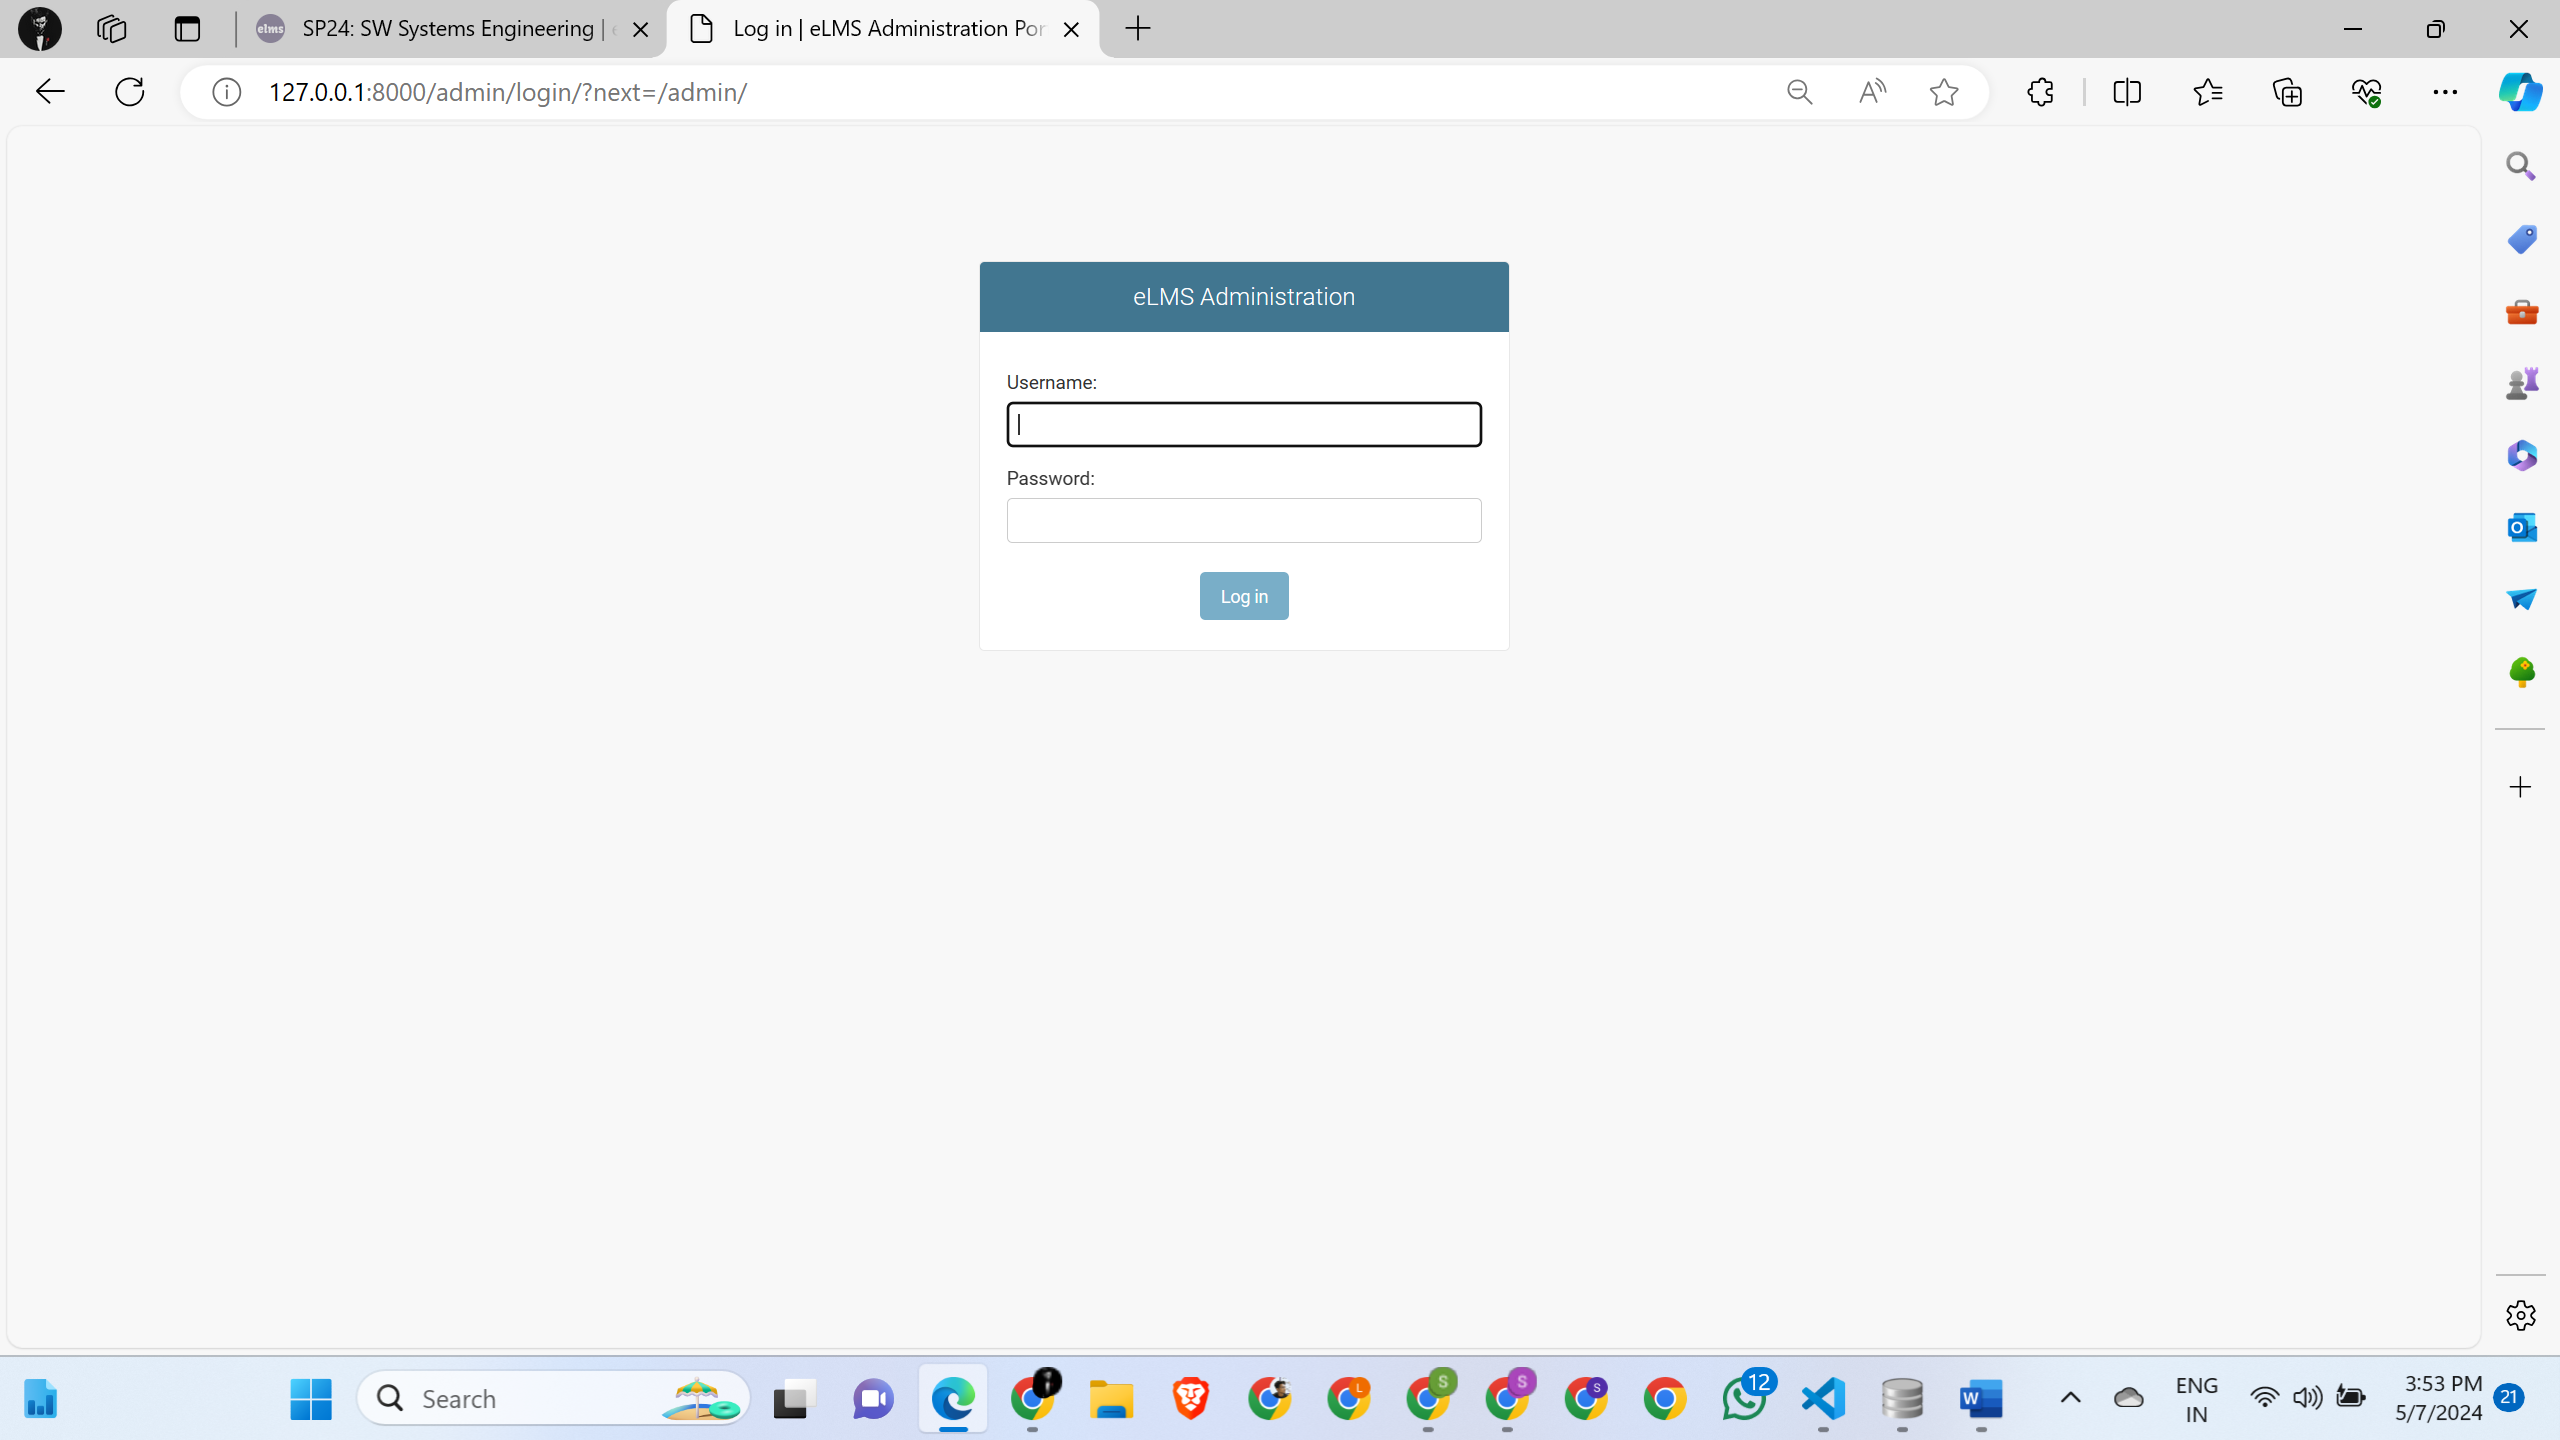 elms SP24: SW Systems Engineering | e
Log in | eLMS Administration Por
127.0.0.1:8000/admin/login/?next=/admin/
eLMS Administration
Username:
Password:
Log in
Search
L
S
S
S
12
W
ENG
IN
3:53 PM
5/7/2024
21